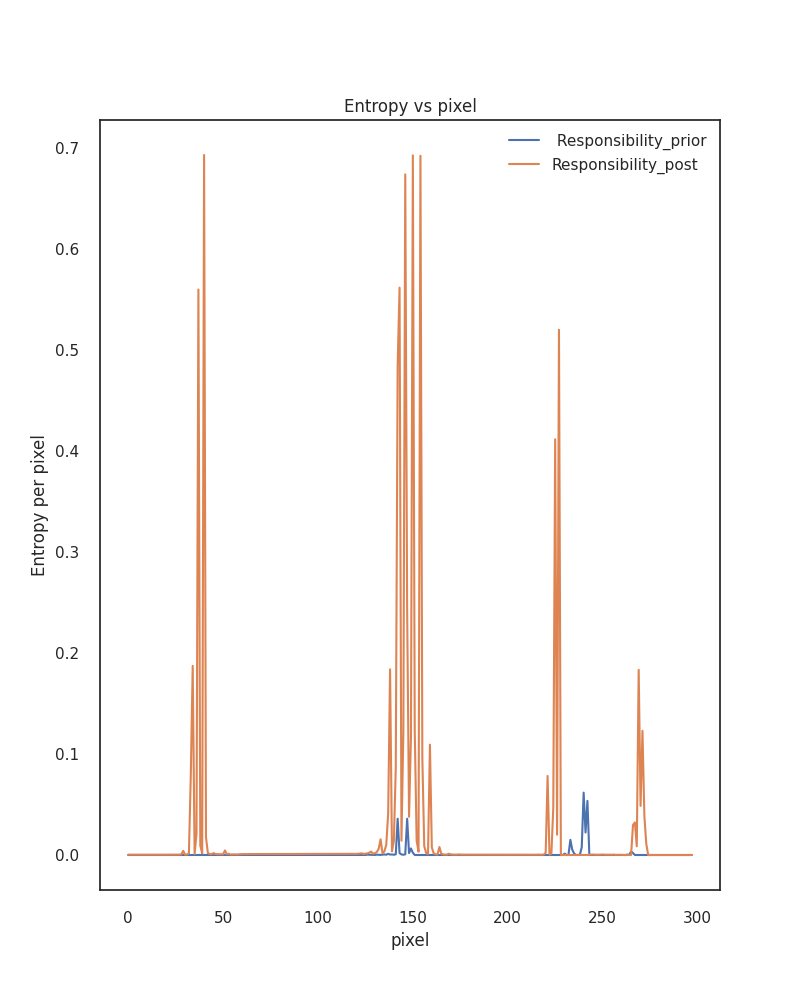 Entropy vs pixel
Responsibility_prior
Responsibility_post
Entropy per pixel
0.7
0.6
0.5
0.4
0.3
0.2
0.1
0.0
0 50 100 150 200 250 300
pixel